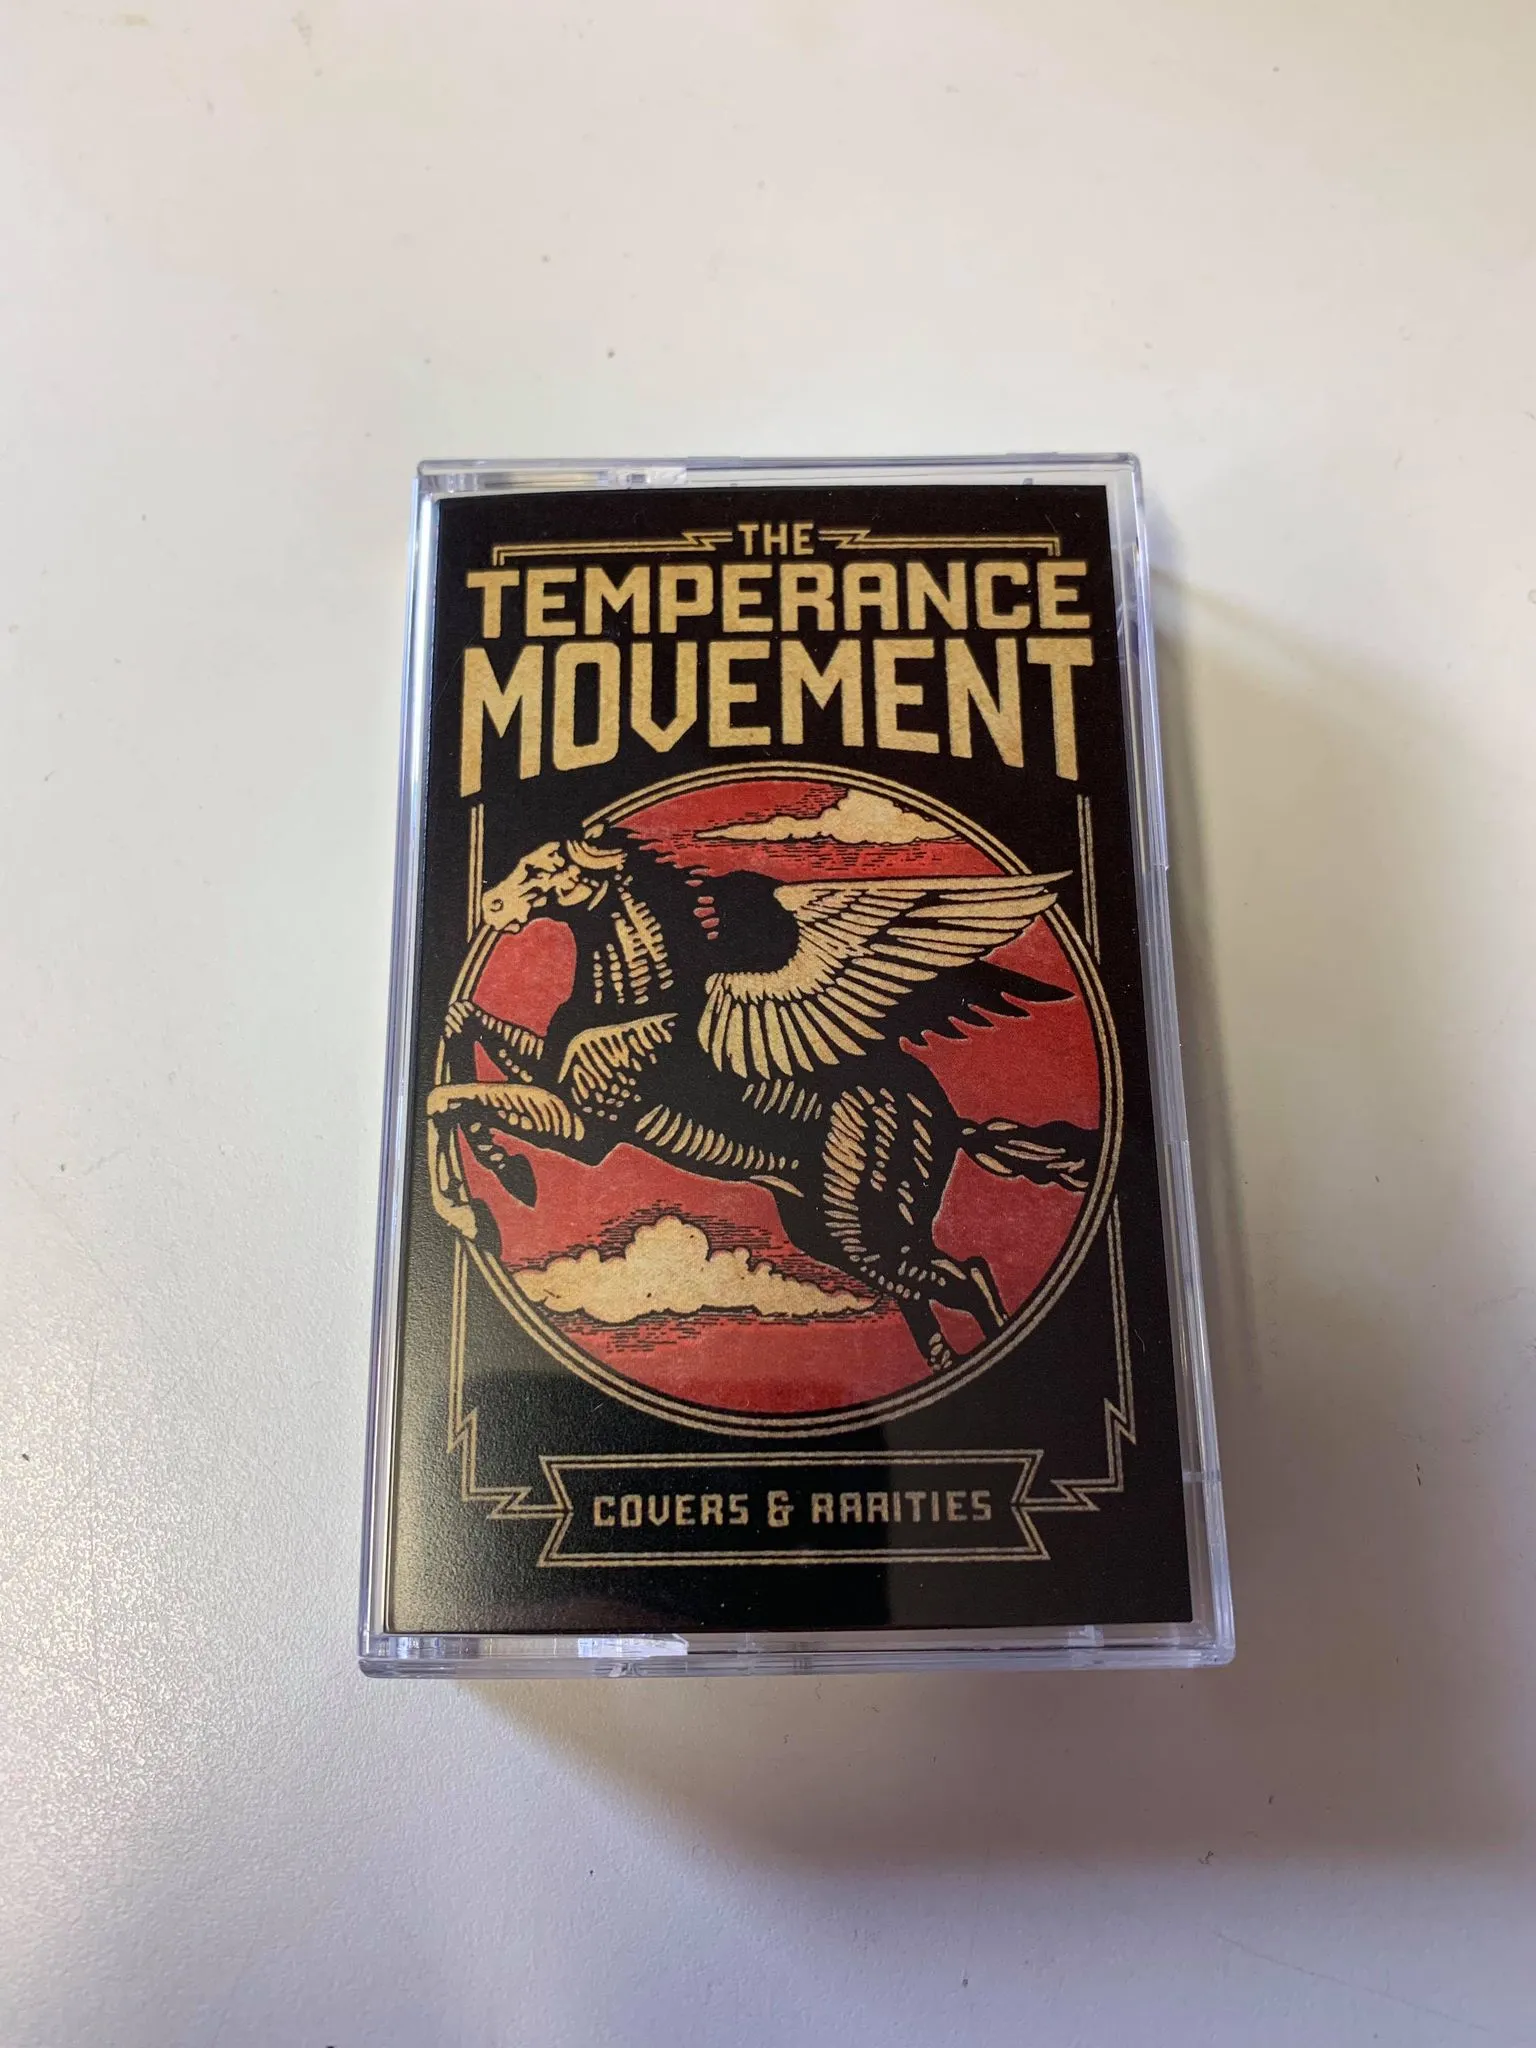 THE
TEMPERANCE
MOVEMENT
COVERS & RARITIES